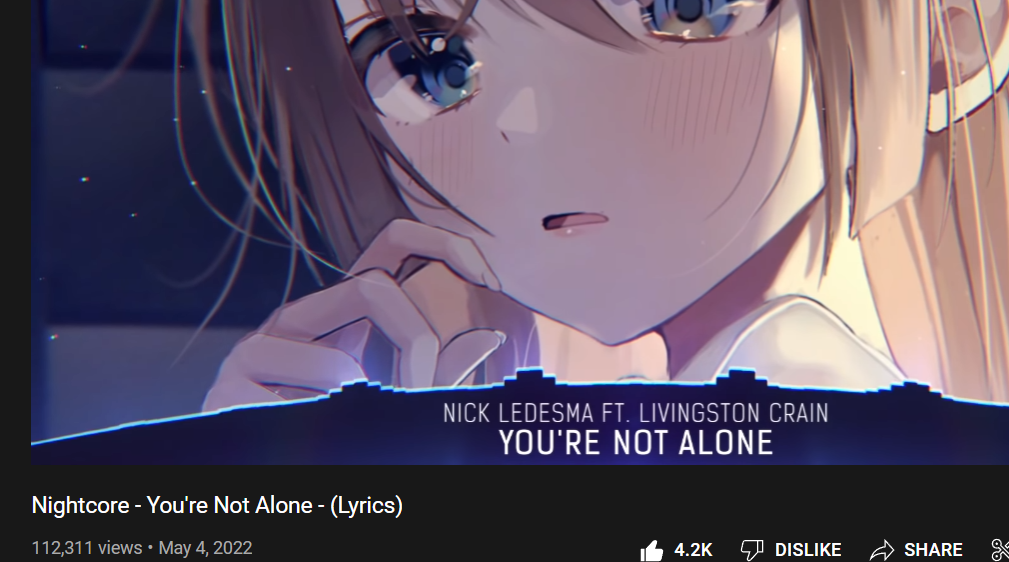 NICK LEDESMA FT. LIVINGSTON CRAIN
YOU'RE NOT ALONE
Nightcore - You're Not Alone - (Lyrics)
112,311 views • May 4, 2022
4.2K DISLIKE SHARE